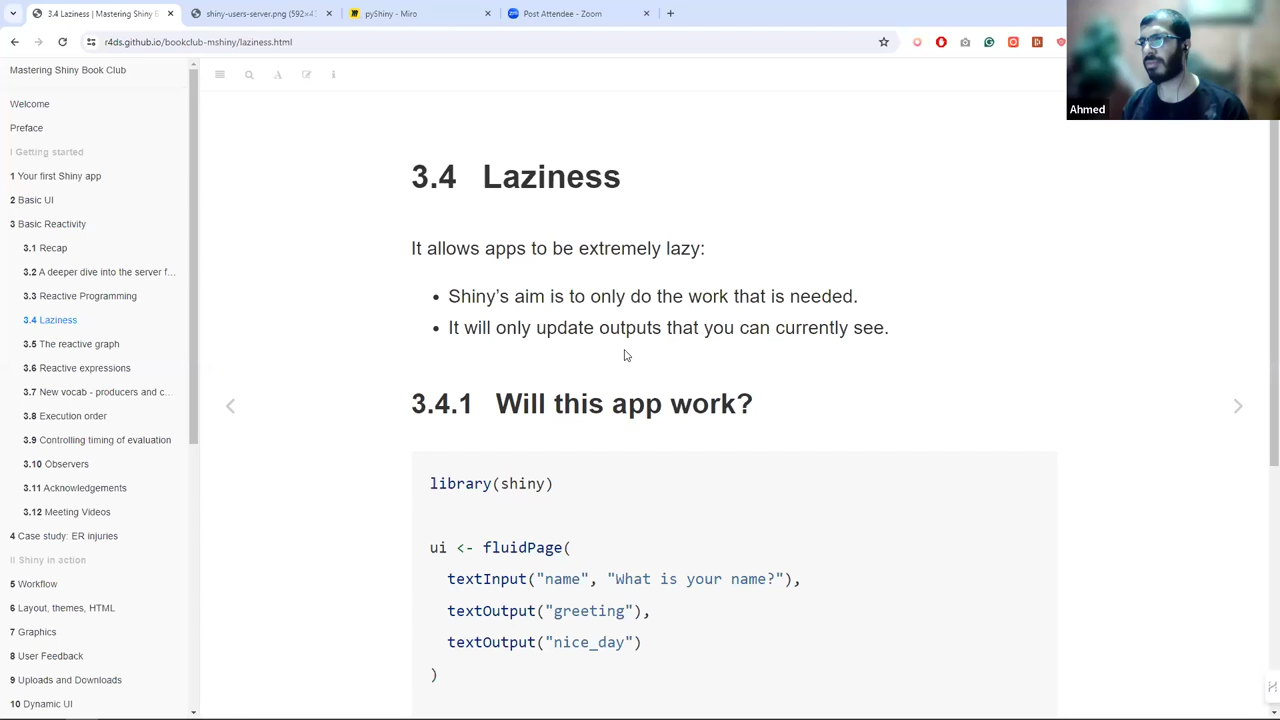 3.4 Laziness | Mastering Shiny B
shiny-users-server.png (592×4
pyShiny - Miro
Post Attendee - Zoom
r4ds.github.io/bookclub-mshiny/laziness.html
Ahmed
Mastering Shiny Book Club
Welcome
Preface
I Getting started
1 Your first Shiny app
2 Basic UI
3 Basic Reactivity
3.1 Recap
3.2 A deeper dive into the server f…
3.3 Reactive Programming
3.4 Laziness
3.5 The reactive graph
3.6 Reactive expressions
3.7 New vocab - producers and c…
3.8 Execution order
3.9 Controlling timing of evaluation
3.10 Observers
3.11 Acknowledgements
3.12 Meeting Videos
4 Case study: ER injuries
II Shiny in action
5 Workflow
6 Layout, themes, HTML
7 Graphics
8 User Feedback
9 Uploads and Downloads
10 Dynamic UI
3.4 Laziness
It allows apps to be extremely lazy:
• Shiny’s aim is to only do the work that is needed.
• It will only update outputs that you can currently see.
3.4.1 Will this app work?
library(shiny)
ui <- fluidPage(
textInput("name", "What is your name?"),
textOutput("greeting"),
textOutput("nice_day")
)